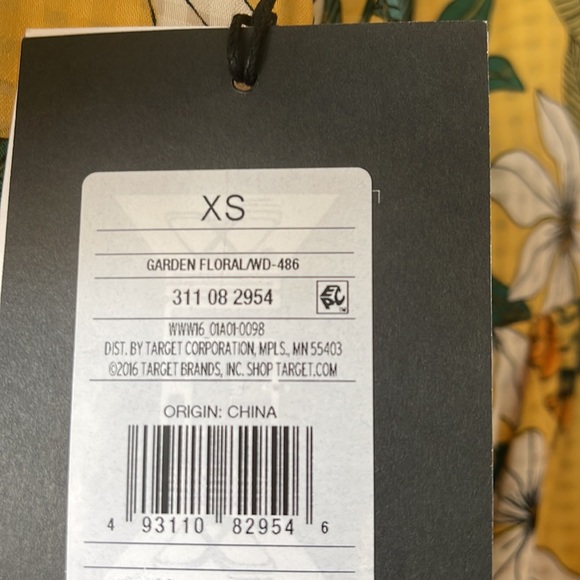 XS
GARDEN FLORAL/WD-486
311 08 2954
EPC
WWW16_01A01-0098
DIST. BY TARGET CORPORATION, MPLS., MN 55403
©2016 TARGET BRANDS, INC. SHOP TARGET.COM
ORIGIN: CHINA
4 93110 82954 6